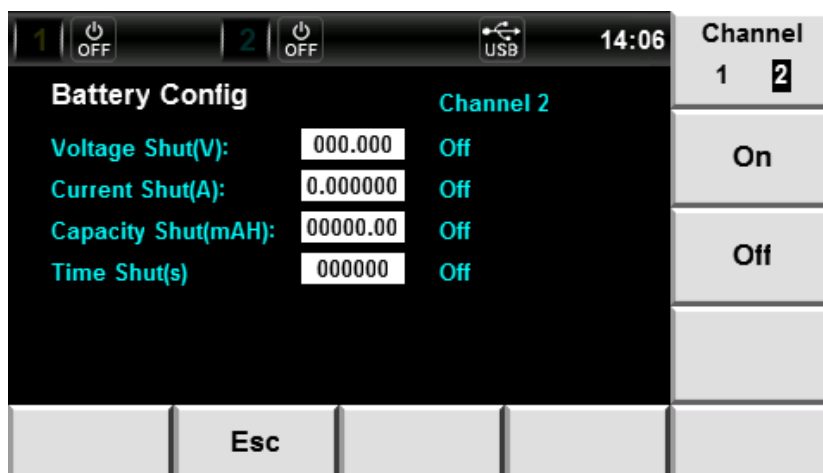 1 OFF 2 OFF USB 14:06
Channel
1 2
Battery Config Channel 2
Voltage Shut(V): 000.000 Off
Current Shut(A): 0.000000 Off
Capacity Shut(mAH): 00000.00 Off
Time Shut(s) 000000 Off
On
Off
Esc